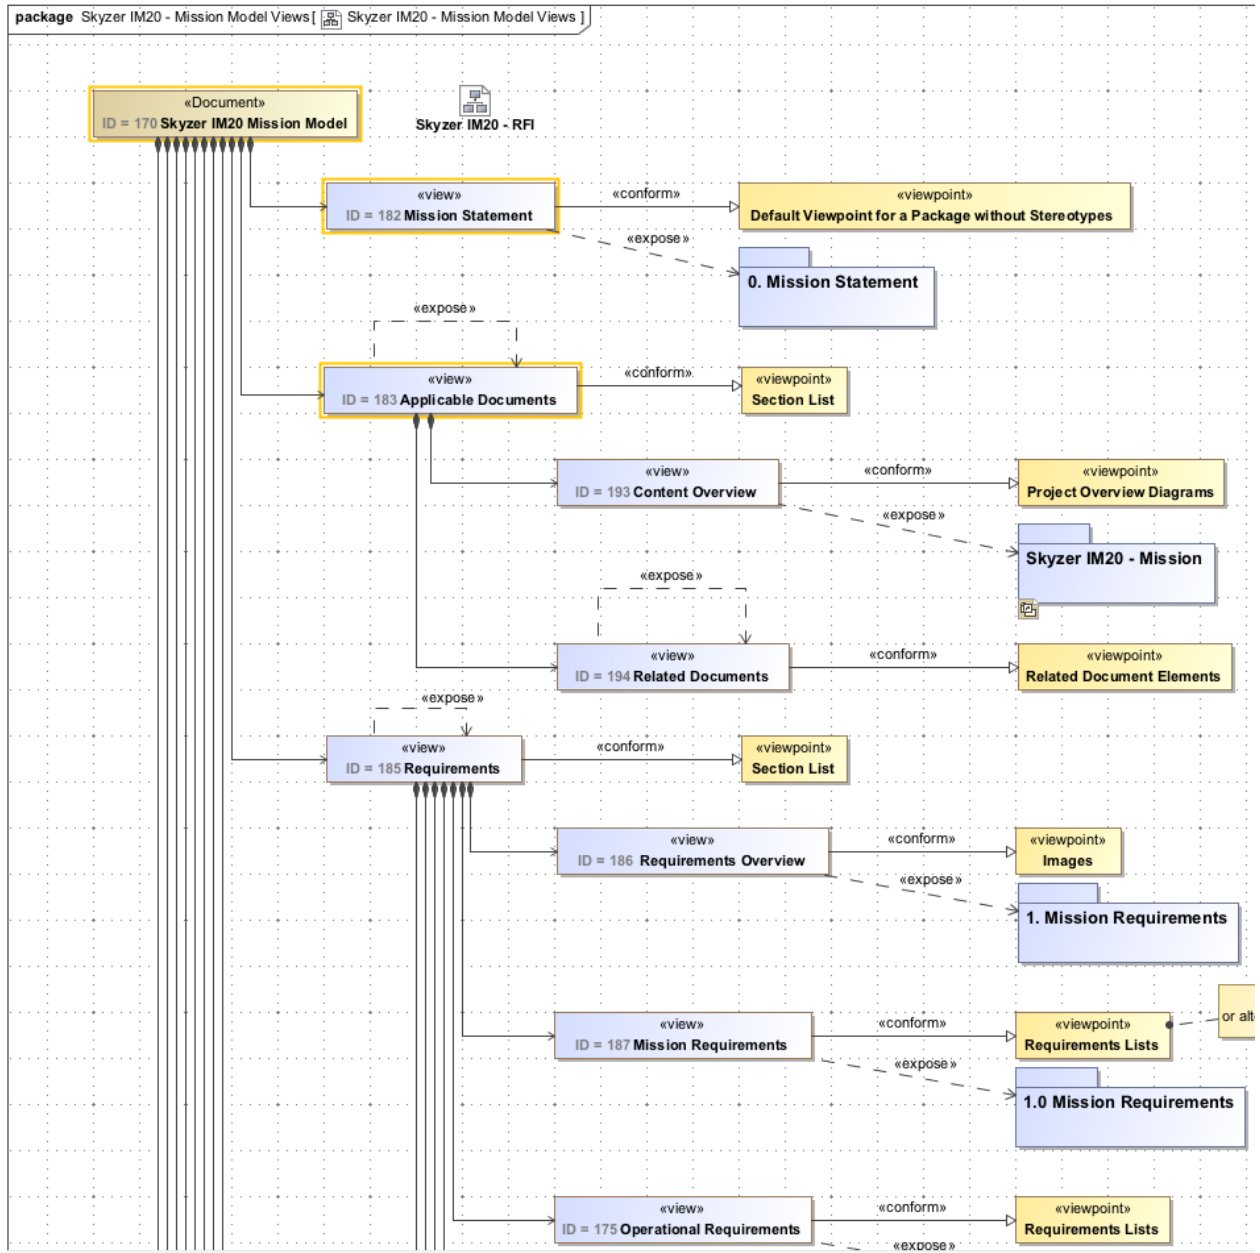 package Skyzer IM20 - Mission Model Views[ Skyzer IM20 - Mission Model Views ]
«Document»
ID = 170 Skyzer IM20 Mission Model
Skyzer IM20 - RFI
«view»
ID = 182 Mission Statement
«conform»
«viewpoint»
Default Viewpoint for a Package without Stereotypes
«expose»
0. Mission Statement
«expose»
«view»
ID = 183 Applicable Documents
«conform»
«viewpoint»
Section List
«view»
ID = 193 Content Overview
«conform»
«viewpoint»
Project Overview Diagrams
«expose»
Skyzer IM20 - Mission
«expose»
«view»
ID = 194 Related Documents
«conform»
«viewpoint»
Related Document Elements
«expose»
«view»
ID = 185 Requirements
«conform»
«viewpoint»
Section List
«view»
ID = 186 Requirements Overview
«conform»
«viewpoint»
Images
«expose»
1. Mission Requirements
«view»
ID = 187 Mission Requirements
«conform»
«viewpoint»
Requirements Lists
or alt
«expose»
1.0 Mission Requirements
«view»
ID = 175 Operational Requirements
«conform»
«viewpoint»
Requirements Lists
«expose»